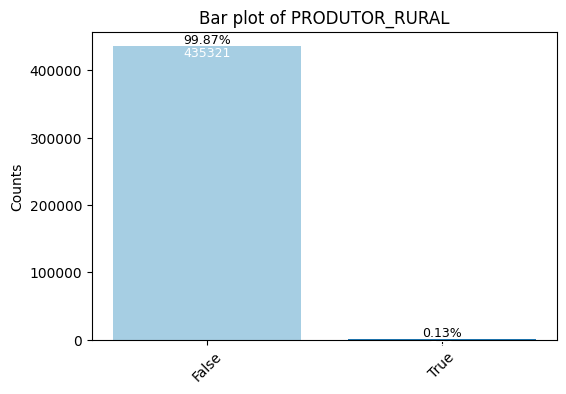 Bar plot of PRODUTOR_RURAL
99.87%
435321
400000
300000
200000
100000
0
Counts
0.13%
False
True